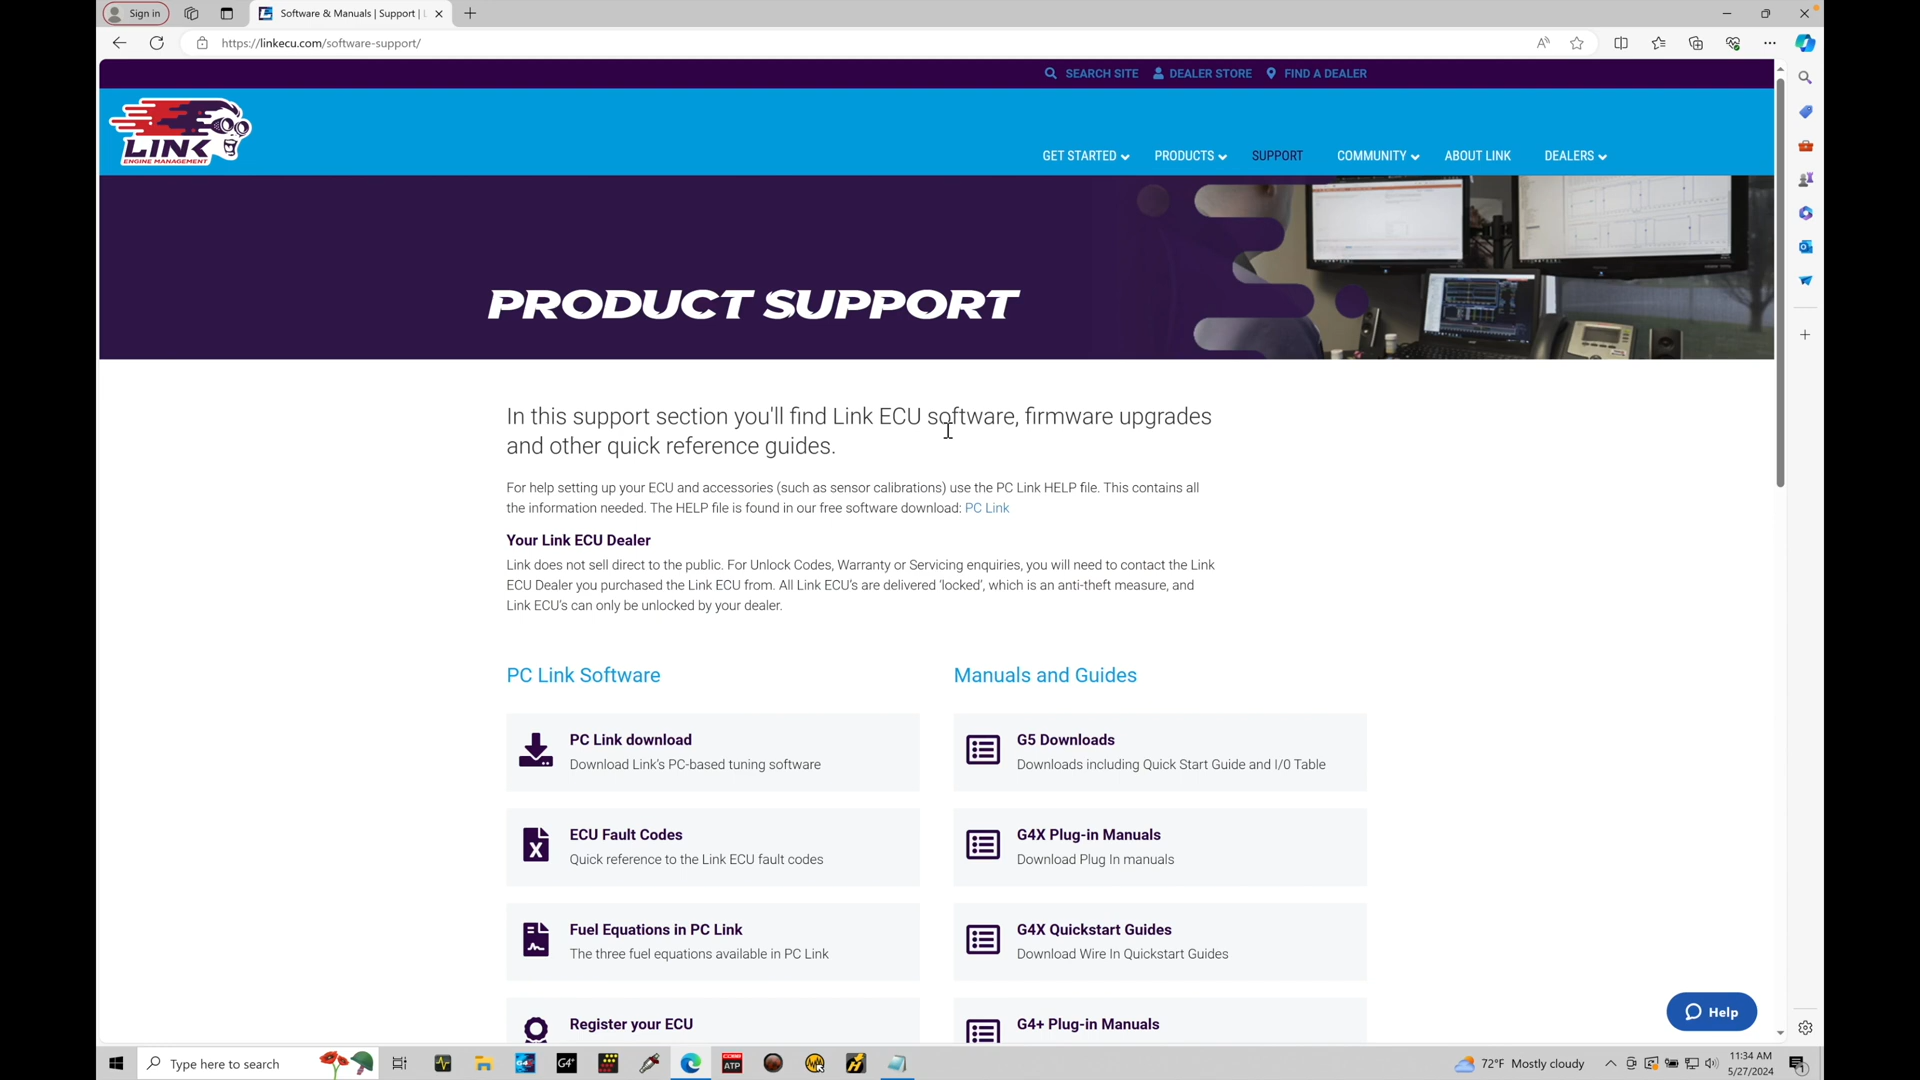 Sign in
Software & Manuals | Support |
https://linkecu.com/software-support/
SEARCH SITE DEALER STORE FIND A DEALER
LINK
ENGINE MANAGEMENT
GET STARTED PRODUCTS SUPPORT COMMUNITY ABOUT LINK DEALERS
PRODUCT SUPPORT
In this support section you'll find Link ECU software, firmware upgrades
and other quick reference guides.
For help setting up your ECU and accessories (such as sensor calibrations) use the PC Link HELP file. This contains all
the information needed. The HELP file is found in our free software download: PC Link
Your Link ECU Dealer
Link does not sell direct to the public. For Unlock Codes, Warranty or Servicing enquiries, you will need to contact the Link
ECU Dealer you purchased the Link ECU from. All Link ECU's are delivered 'locked', which is an anti-theft measure, and
Link ECU's can only be unlocked by your dealer.
PC Link Software
PC Link download
Download Link's PC-based tuning software
ECU Fault Codes
Quick reference to the Link ECU fault codes
Fuel Equations in PC Link
The three fuel equations available in PC Link
Register your ECU
Manuals and Guides
G5 Downloads
Downloads including Quick Start Guide and I/0 Table
G4X Plug-in Manuals
Download Plug In manuals
G4X Quickstart Guides
Download Wire In Quickstart Guides
G4+ Plug-in Manuals
Help
Type here to search
G4+
ATP
72°F Mostly cloudy
11:34 AM
5/27/2024